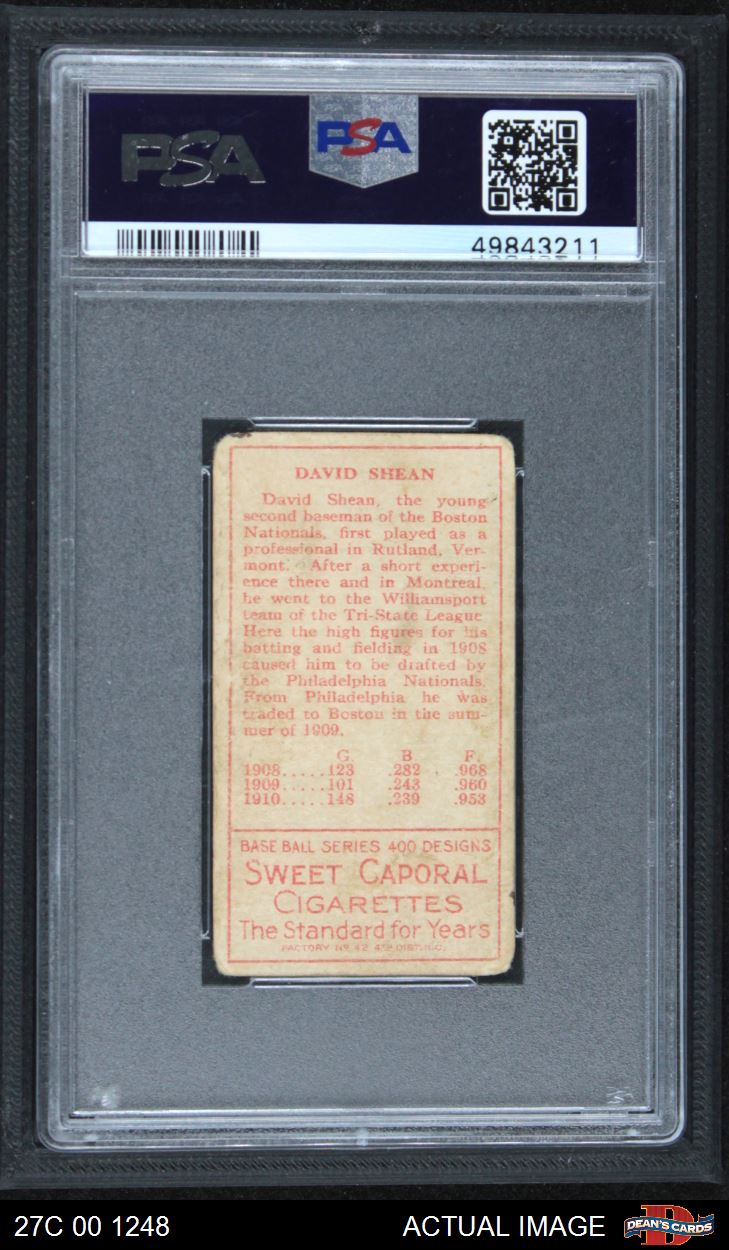 PSA
PSA
49843211
DAVID SHEAN
David Shean, the young
second baseman of the Boston
Nationals, first played as a
professional in Rutland, Ver-
mont. After a short experi-
ence there and in Montreal,
he went to the Williamsport
team of the Tri-State League
Here the high figures for his
batting and fielding in 1908
caused him to be drafted by
the Philadelphia Nationals.
From Philadelphia he was
traded to Boston in the sum-
mer of 1909.
G. B. F.
1908.....123 .282 .968
1909.....101 .243 .960
1910.....148 .239 .953
BASE BALL SERIES 400 DESIGNS
SWEET CAPORAL
CIGARETTES
The Standard for Years
FACTORY No 42 4TH DIST. N.C.
27C 00 1248 ACTUAL IMAGE DEAN'S CARDS